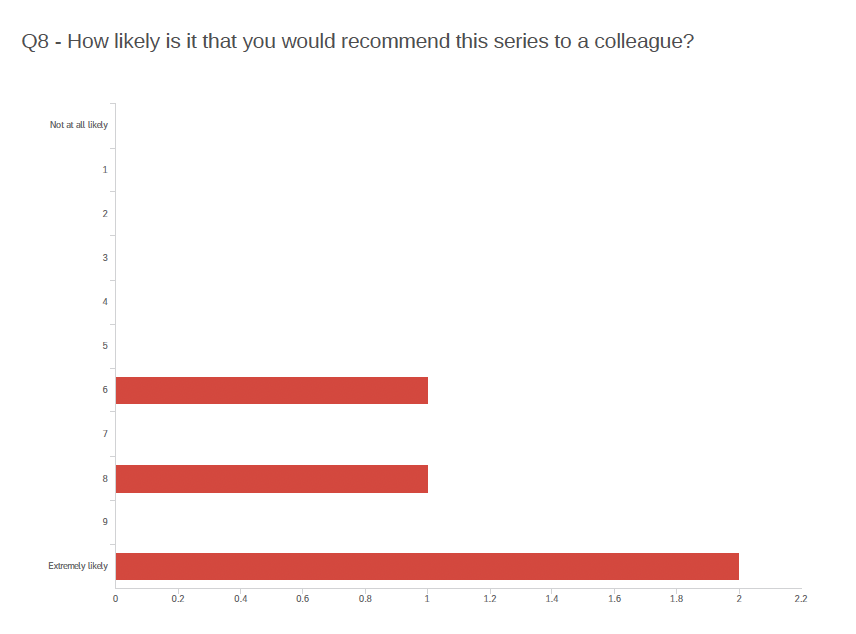 Q8 - How likely is it that you would recommend this series to a colleague?
Not at all likely
1
2
3
4
5
6
7
8
9
Extremely likely
0 0.2 0.4 0.6 0.8 1 1.2 1.4 1.6 1.8 2 2.2